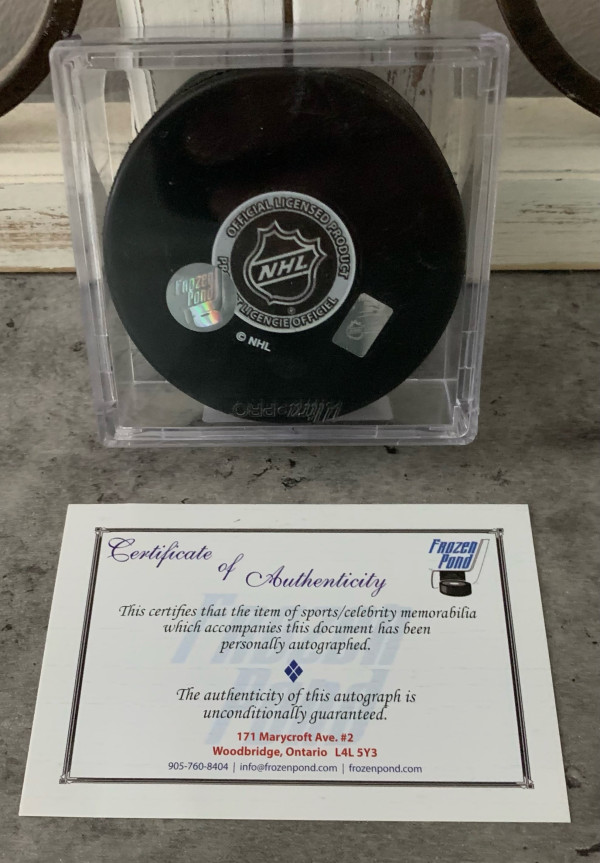 OFFICIAL LICENSED PRODUCT
NHL
LICENCIE OFFICIEL
Frozen
Pond
© NHL
Certificate of Authenticity
Frozen
Pond
This certifies that the item of sports/celebrity memorabilia
which accompanies this document has been
personally autographed.
The authenticity of this autograph is
unconditionally guaranteed.
171 Marycroft Ave. #2
Woodbridge, Ontario L4L 5Y3
905-760-8404 | info@frozenpond.com | frozenpond.com